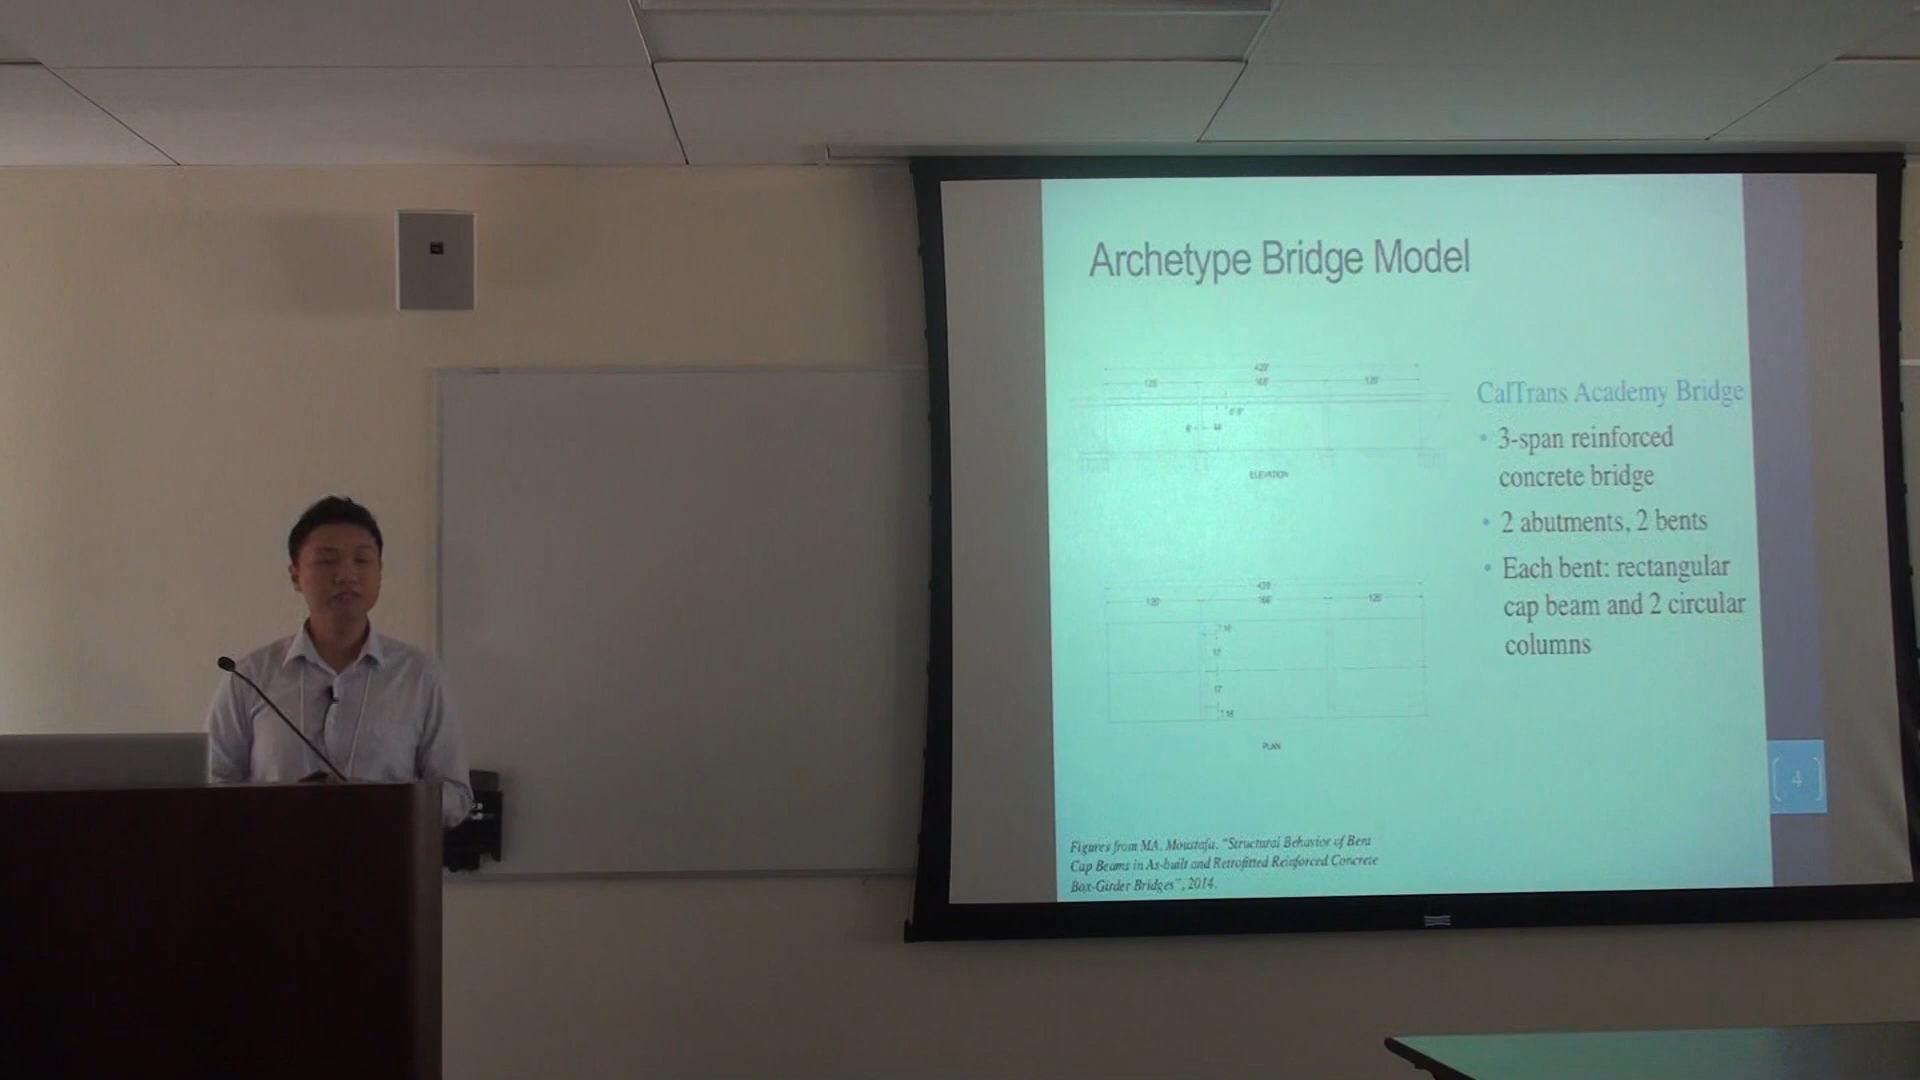 Archetype Bridge Model
CalTrans Academy Bridge
• 3-span reinforced
concrete bridge
• 2 abutments, 2 bents
• Each bent: rectangular
cap beam and 2 circular
columns
126'
168'
ELEVATION
PLAN
4
Figures from MA. Moustafa. "Structural Behavior of Bent
Cap Beams in As-built and Retrofitted Reinforced Concrete
Box-Girder Bridges", 2014.